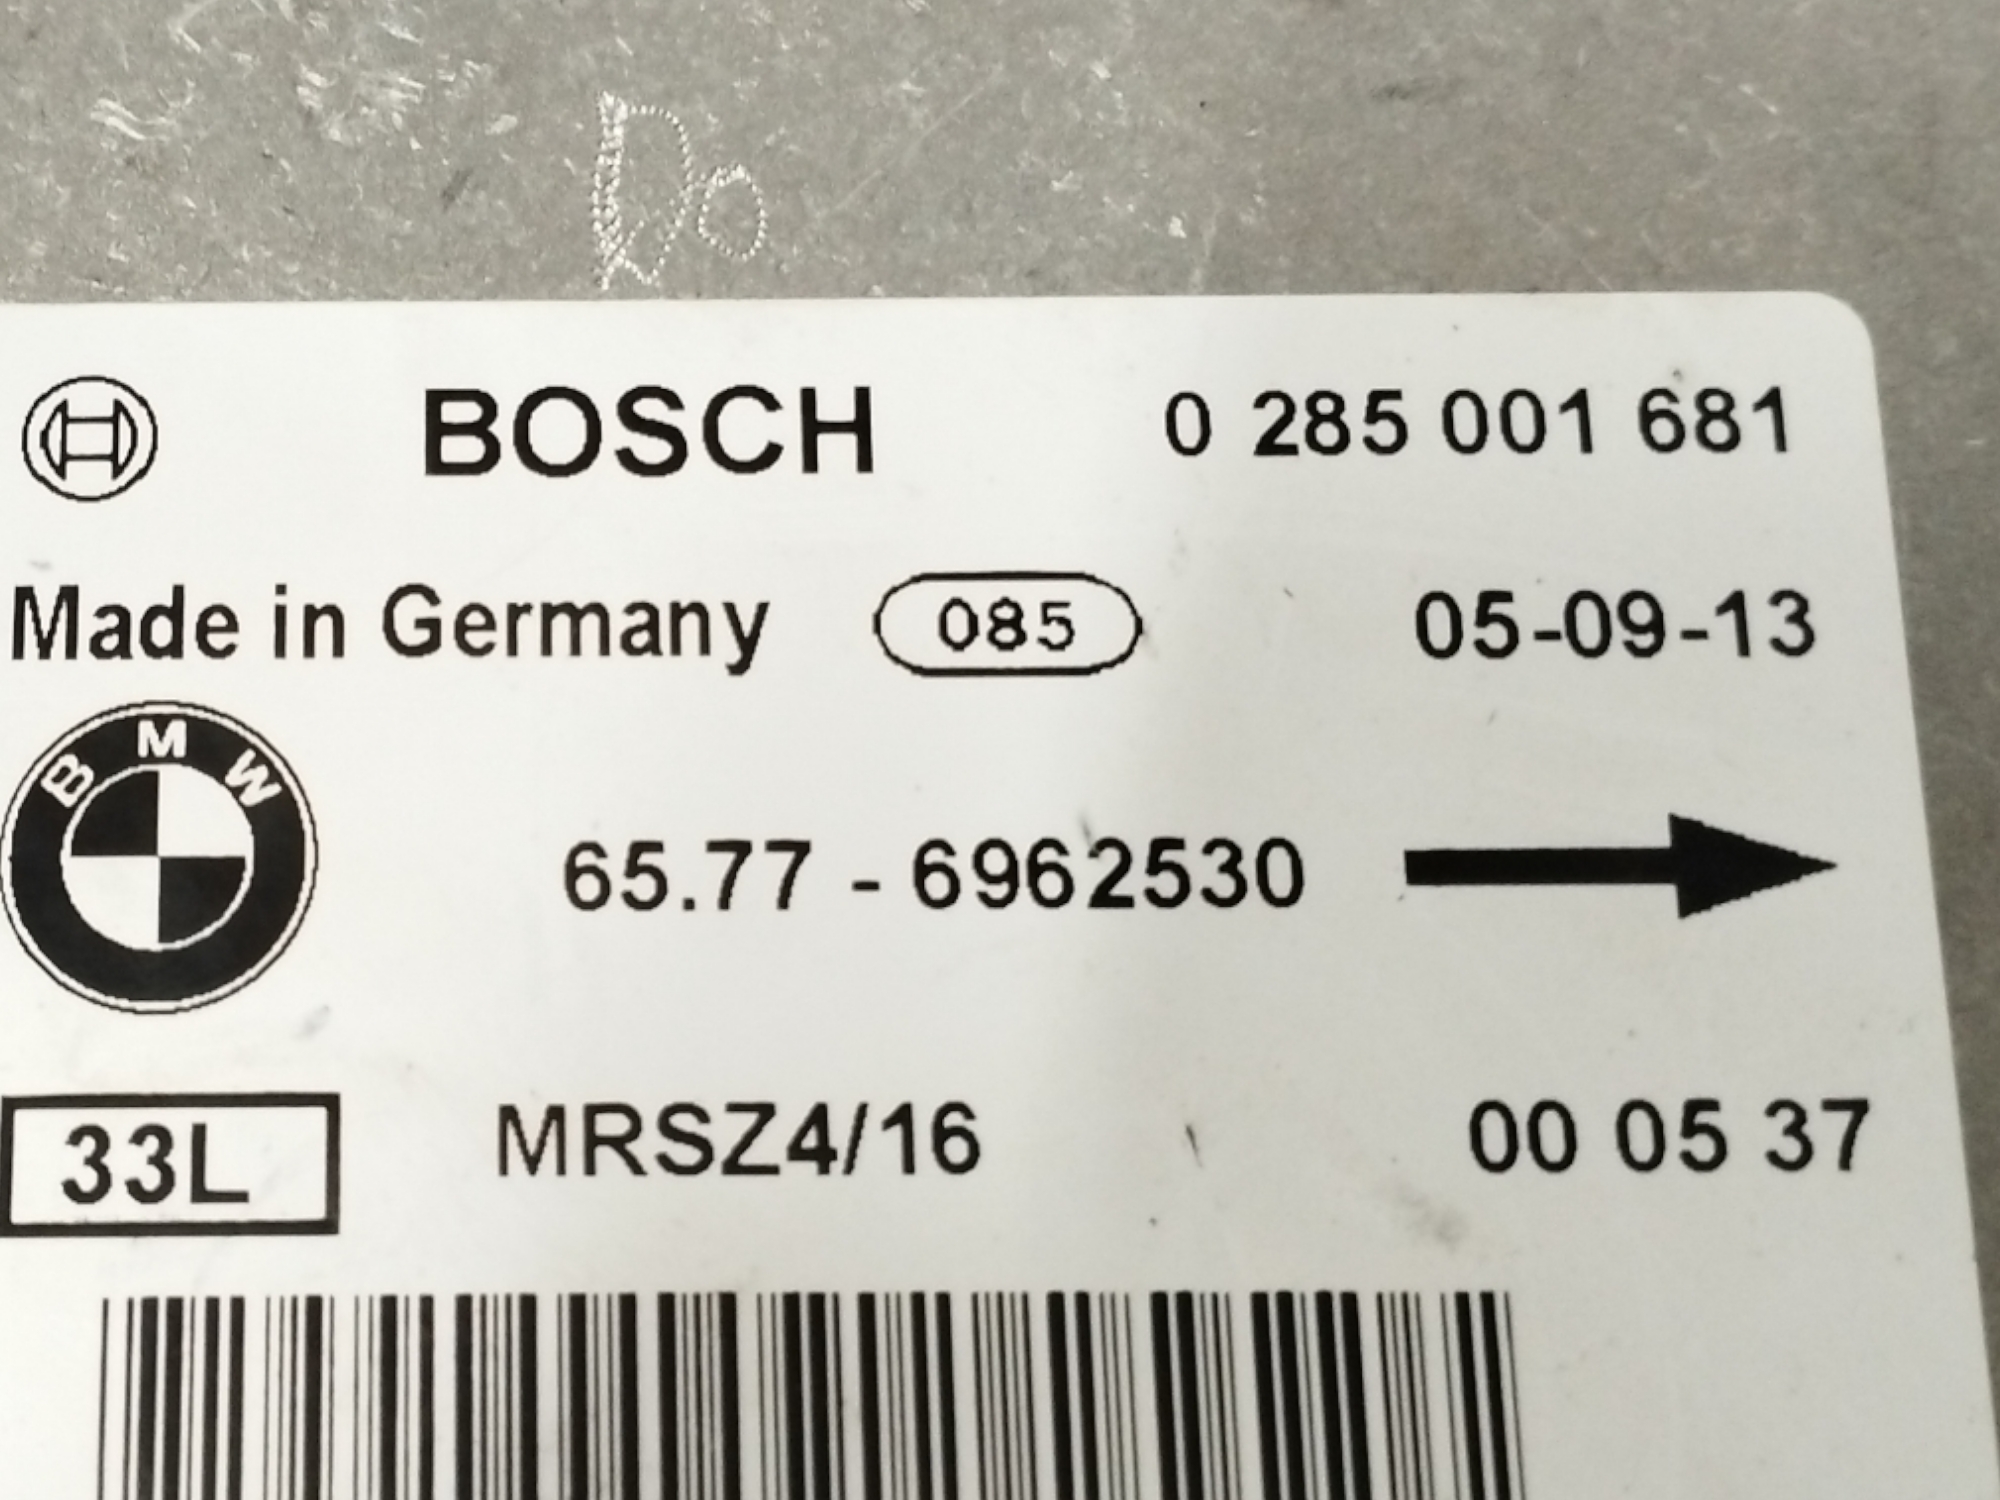 Do
BOSCH 0 285 001 681
Made in Germany 085 05-09-13
BMW
65.77 - 6962530
33L MRSZ4/16 00 05 37